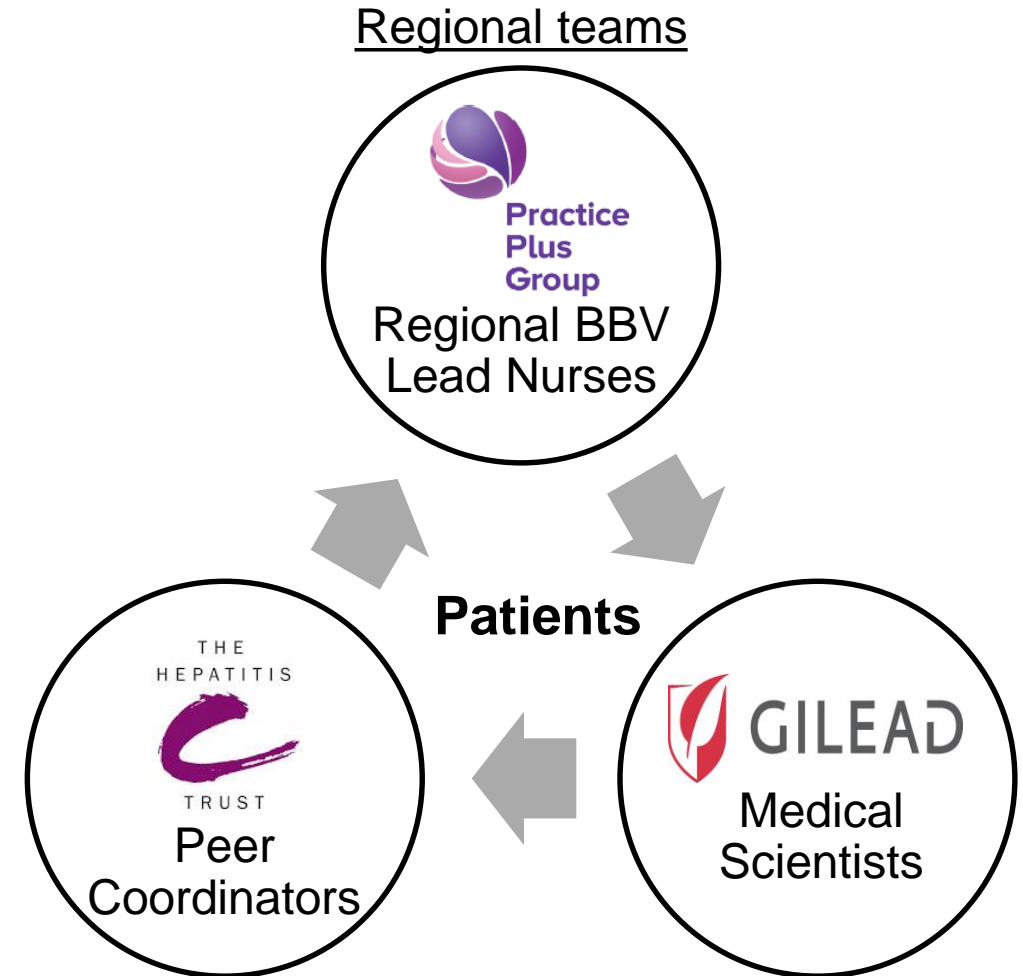 Regional teams
Practice
Plus
Group
Regional BBV
Lead Nurses
Patients
THE
HEPATITIS
C
TRUST
Peer
Coordinators
GILEAD
Medical
Scientists